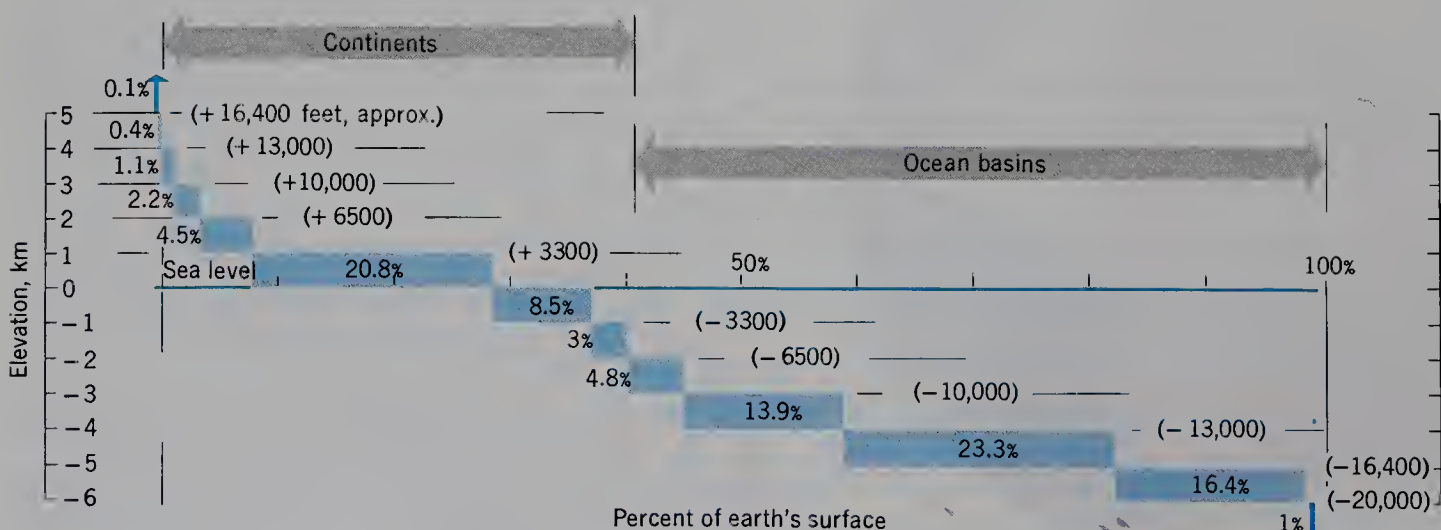 Continents
0.1%
5 (+ 16,400 feet, approx.)
0.4%
4 (+ 13,000)
Ocean basins
1.1%
3 (+10,000)
2.2%
2 (+ 6500)
4.5%
1 (+ 3300)
50%
100%
Sea level
20.8%
0
8.5%
−1 (− 3300)
3%
−2 (− 6500)
4.8%
−3 (−10,000)
13.9%
−4 (− 13,000)
23.3%
−5 (−16,400)
16.4%
−6 (−20,000)
1%
Elevation, km
Percent of earth's surface